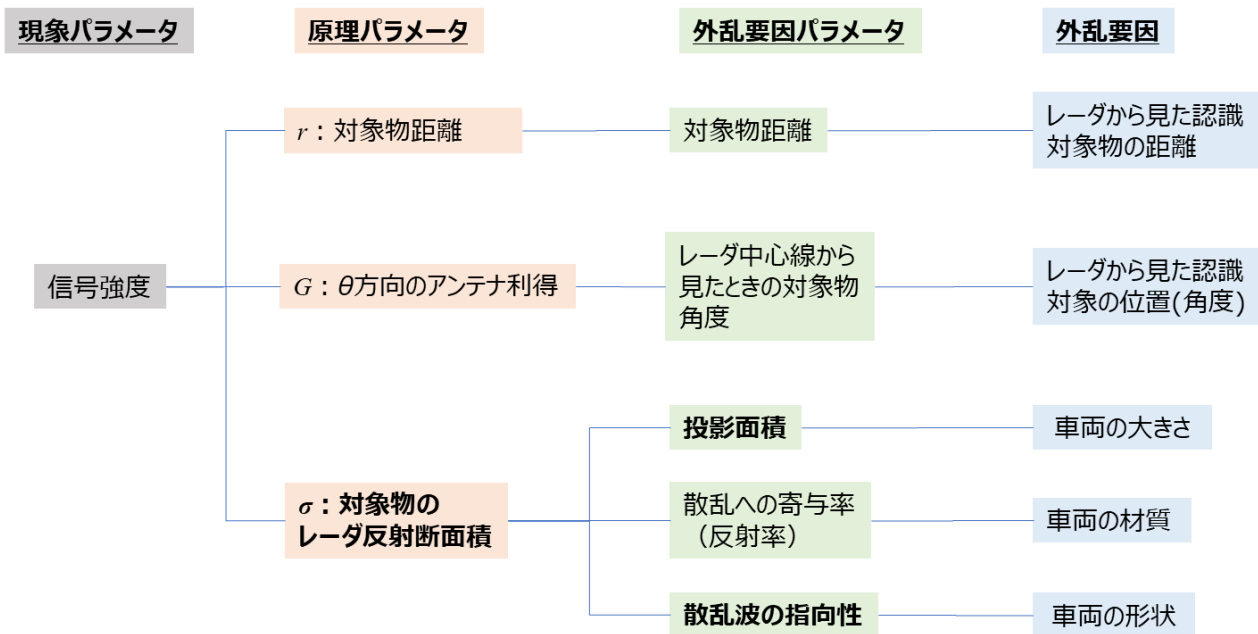 現象パラメータ
原理パラメータ
外乱要因パラメータ
外乱要因
r：対象物距離
対象物距離
レーダから見た認識
対象物の距離
信号強度
G：θ方向のアンテナ利得
レーダ中心線から
見たときの対象物
角度
レーダから見た認識
対象の位置(角度)
σ：対象物の
レーダ反射断面積
投影面積
車両の大きさ
散乱への寄与率
（反射率）
車両の材質
散乱波の指向性
車両の形状